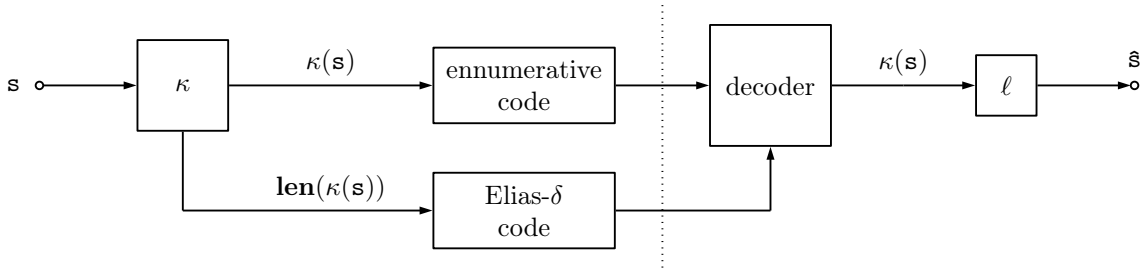 s
κ
κ(s)
ennumerative
code
decoder
κ(s)
ℓ
ŝ
len(κ(s))
Elias-δ
code